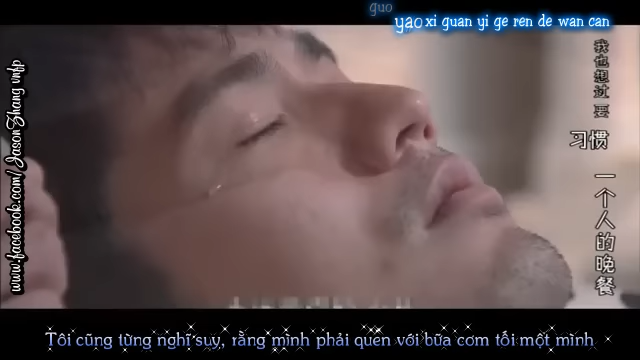 guo
yao xi guan yi ge ren de wan can
我也想过 要
习惯
一个人的晚餐
www.facebook.com/JasonZhang vnfp
Tôi cũng từng nghĩ suy, rằng mình phải quen với bữa cơm tối một mình